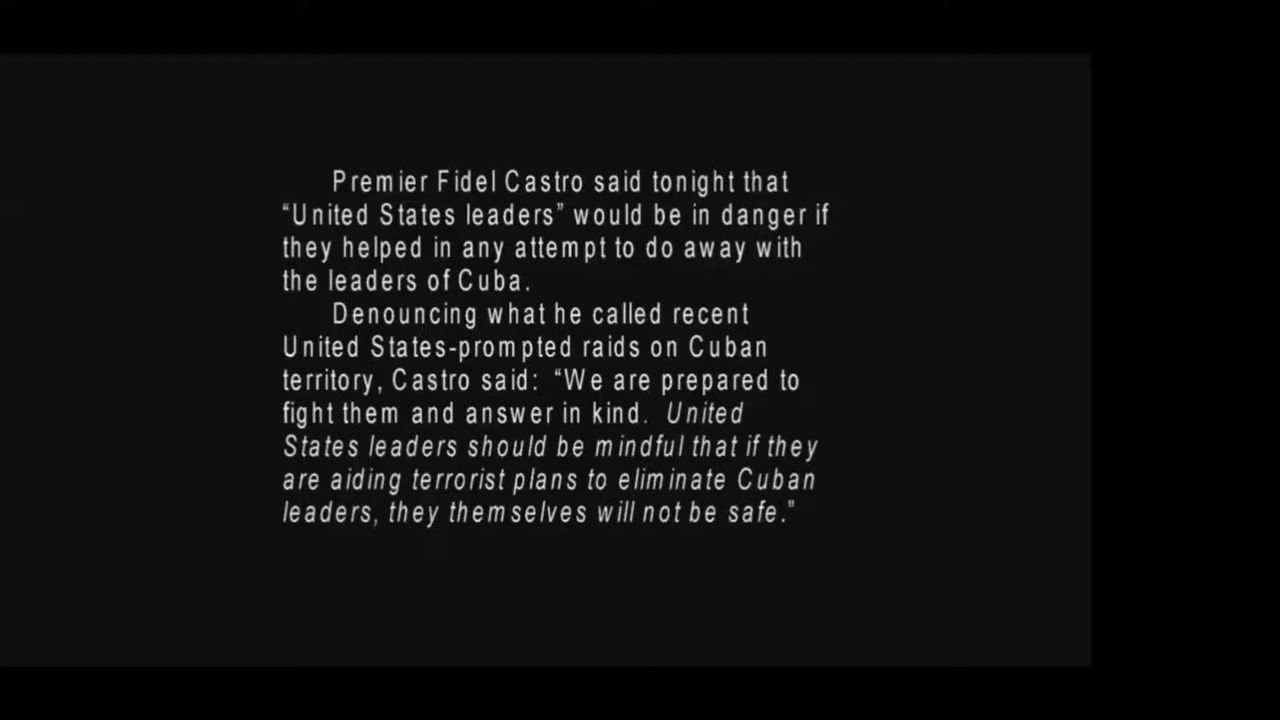 Premier Fidel Castro said tonight that
“United States leaders” would be in danger if
they helped in any attempt to do away with
the leaders of Cuba.
Denouncing what he called recent
United States-prompted raids on Cuban
territory, Castro said: “We are prepared to
fight them and answer in kind. United
States leaders should be mindful that if they
are aiding terrorist plans to eliminate Cuban
leaders, they themselves will not be safe.”